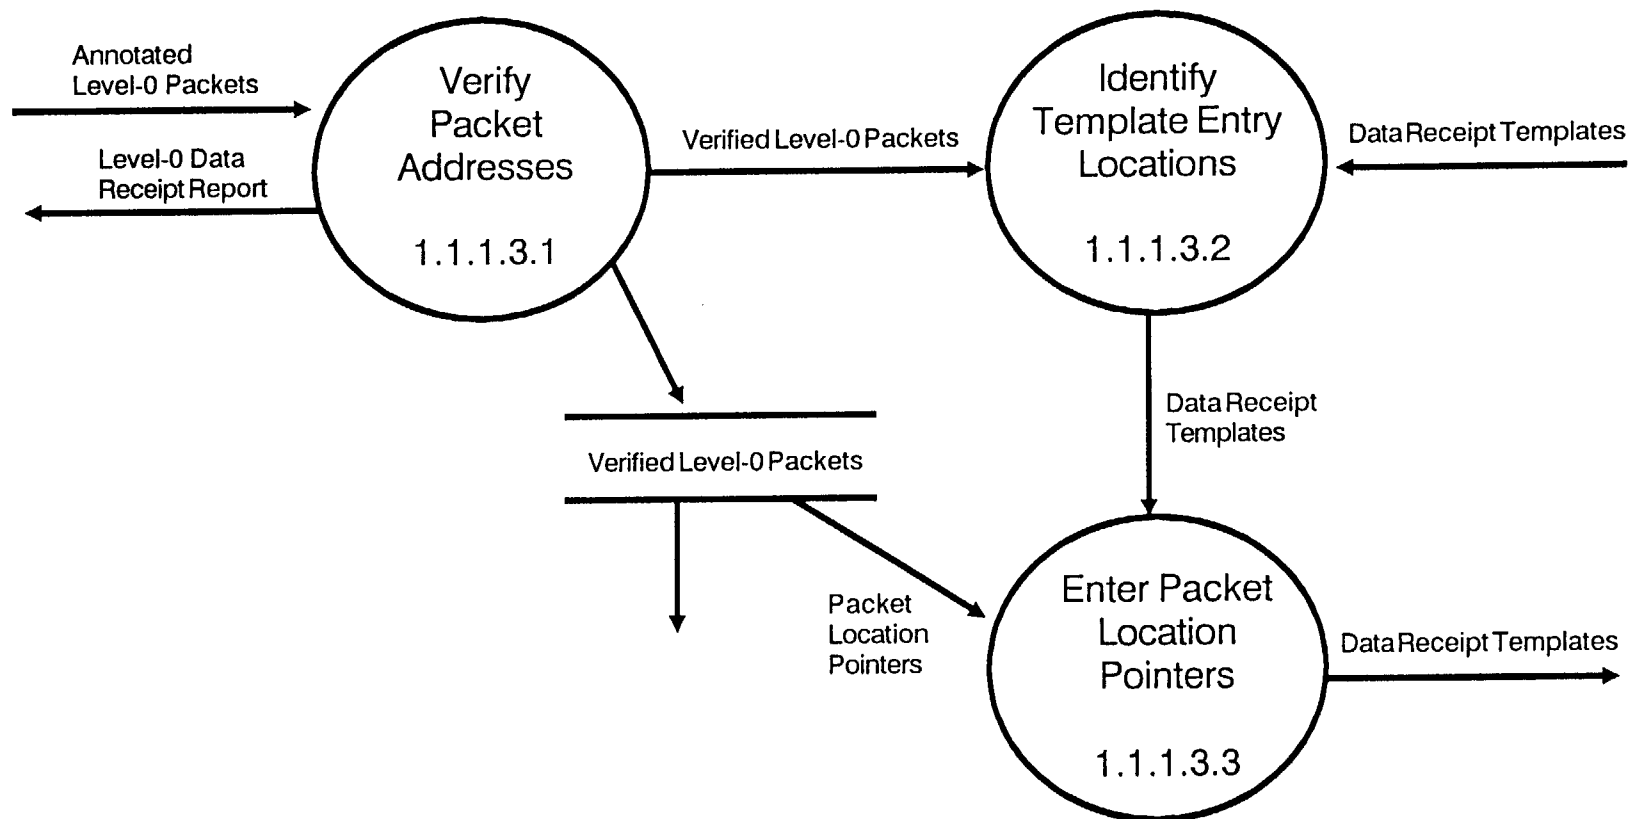 Annotated
Level-0 Packets
Level-0 Data
Receipt Report
Verify
Packet
Addresses
1.1.1.3.1
Verified Level-0 Packets
Identify
Template Entry
Locations
1.1.1.3.2
Data Receipt Templates
Data Receipt
Templates
Verified Level-0 Packets
Packet
Location
Pointers
Enter Packet
Location
Pointers
1.1.1.3.3
Data Receipt Templates